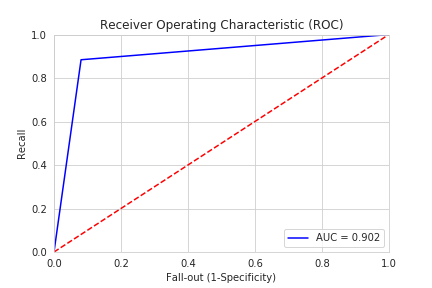 Receiver Operating Characteristic (ROC)
1.0
0.8
0.6
0.4
0.2
0.0
Recall
AUC = 0.902
0.0 0.2 0.4 0.6 0.8 1.0
Fall-out (1-Specificity)